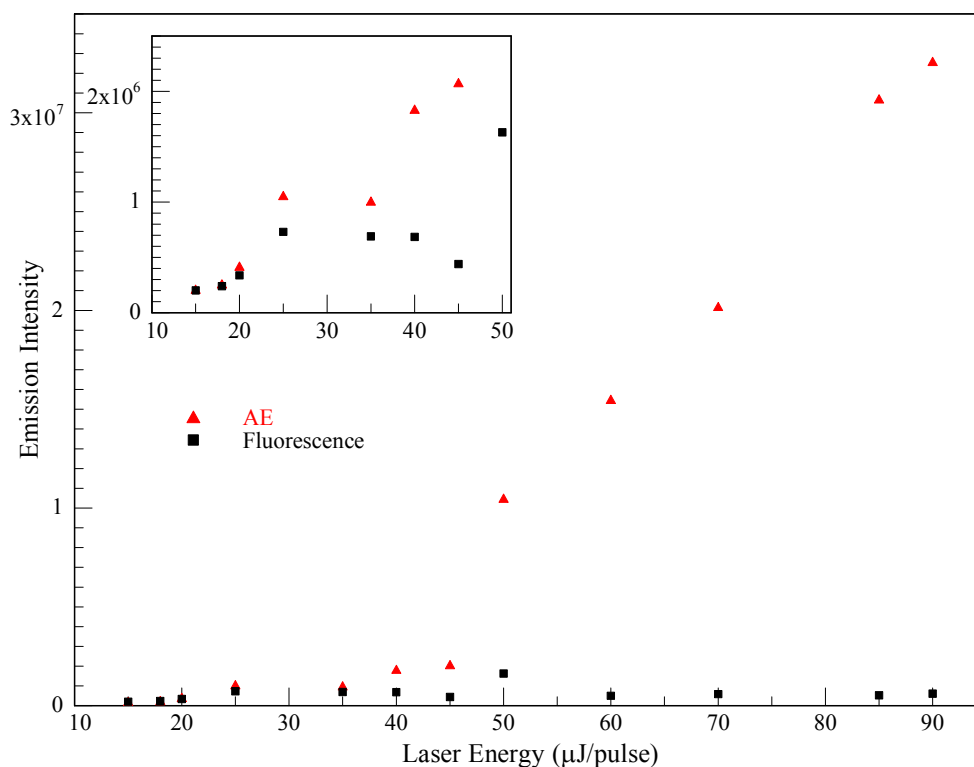 2x10⁶
1
0
10 20 30 40 50
3x10⁷
2
1
0
Emission Intensity
AE
Fluorescence
10 20 30 40 50 60 70 80 90
Laser Energy (μJ/pulse)